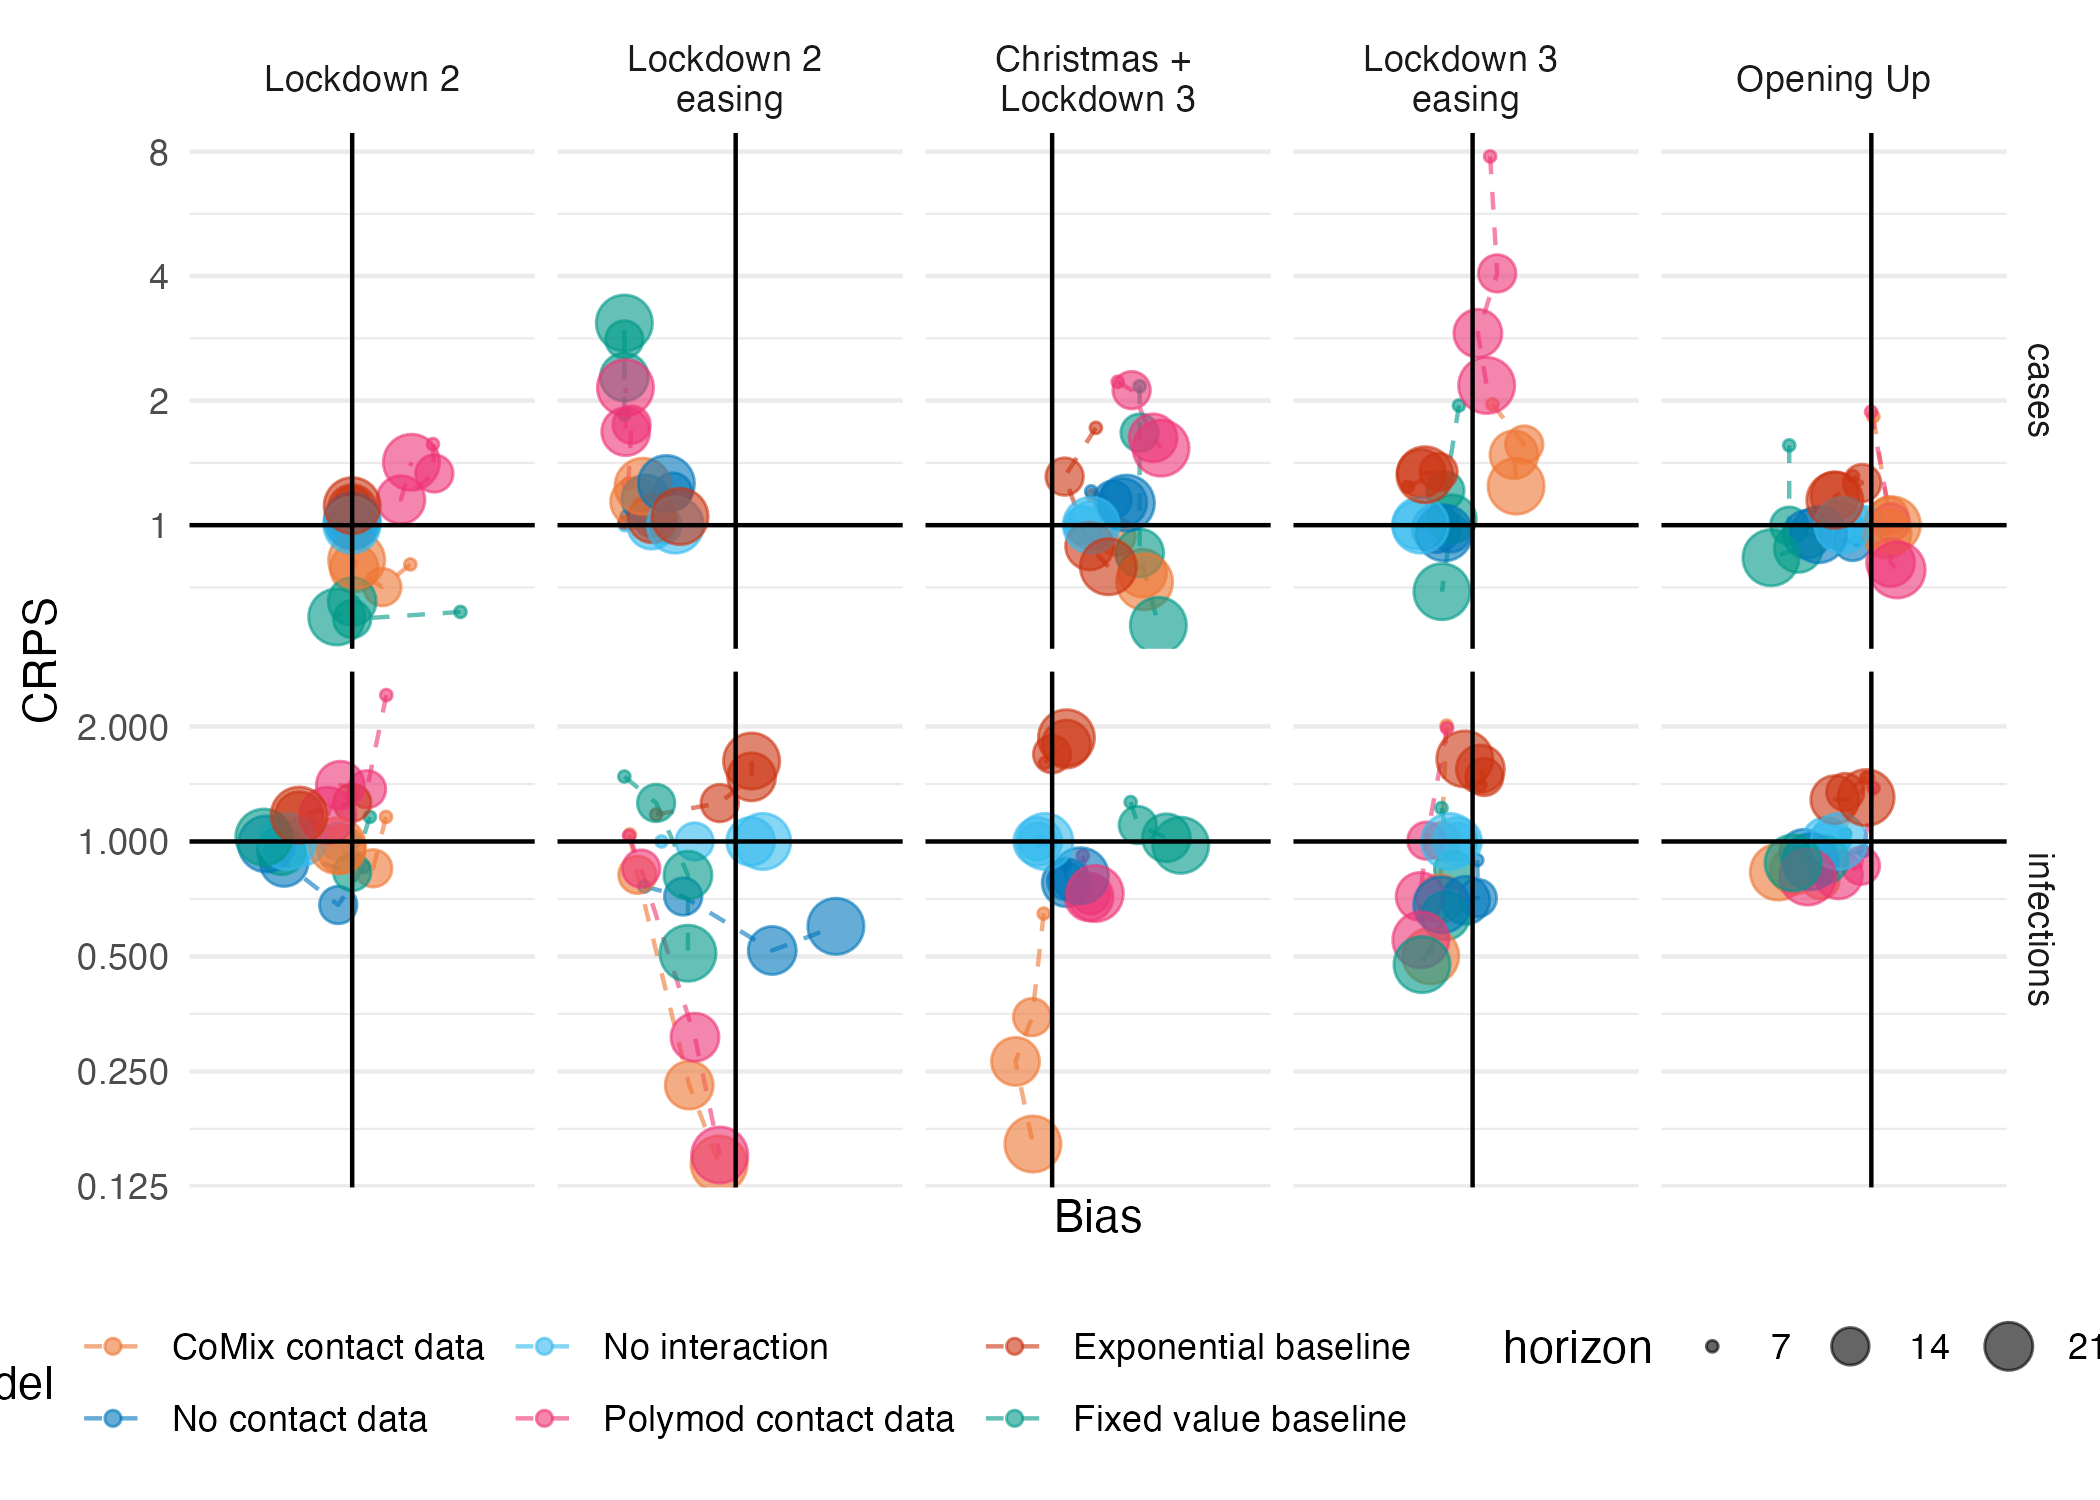 Lockdown 2
Lockdown 2
easing
Christmas +
Lockdown 3
Lockdown 3
easing
Opening Up
8
4
2
1
cases
CRPS
2.000
1.000
0.500
0.250
0.125
infections
Bias
del
CoMix contact data
No interaction
Exponential baseline
No contact data
Polymod contact data
Fixed value baseline
horizon
7
14
21